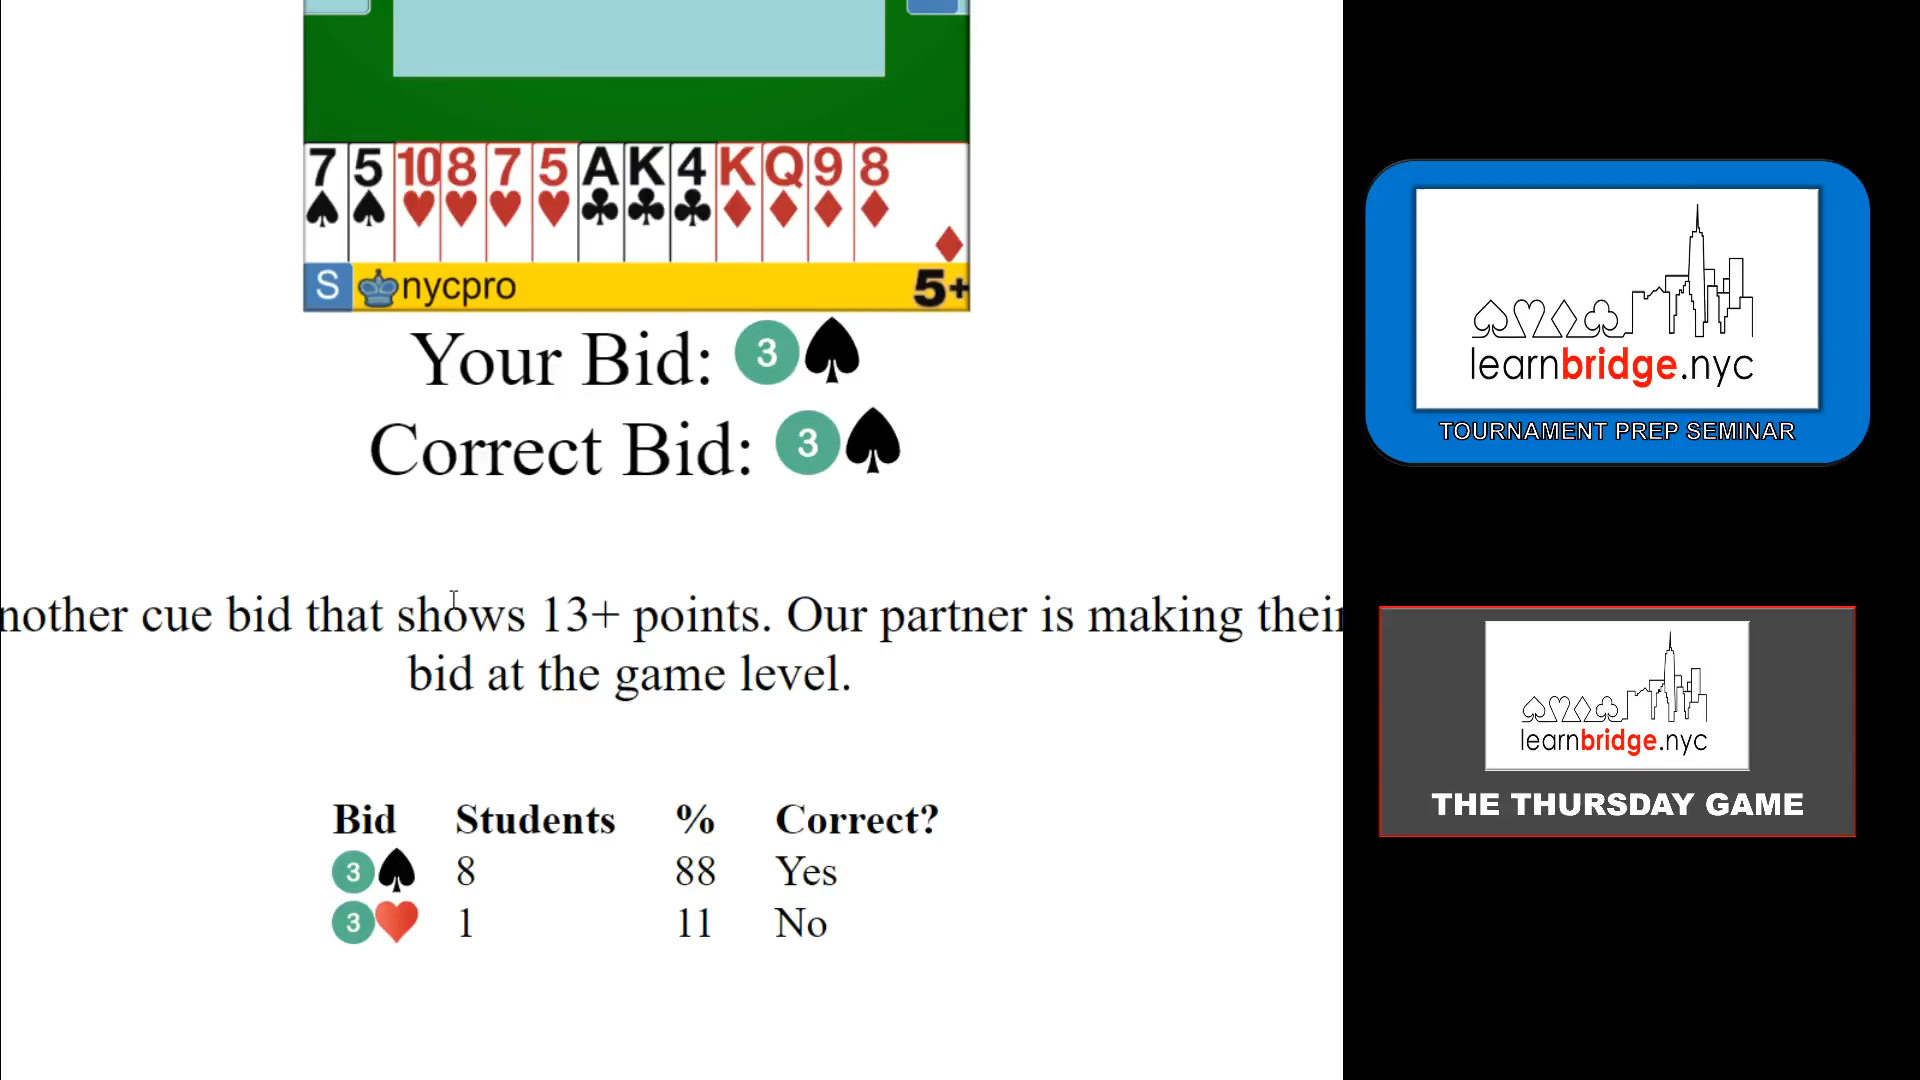 7 5 10 8 7 5 A K 4 K Q 9 8
S nycpro 5+
Your Bid: 3♠
Correct Bid: 3♠
nother cue bid that shows 13+ points. Our partner is making their
bid at the game level.
Bid Students % Correct?
3♠ 8 88 Yes
3♥ 1 11 No
learnbridge.nyc
TOURNAMENT PREP SEMINAR
learnbridge.nyc
THE THURSDAY GAME